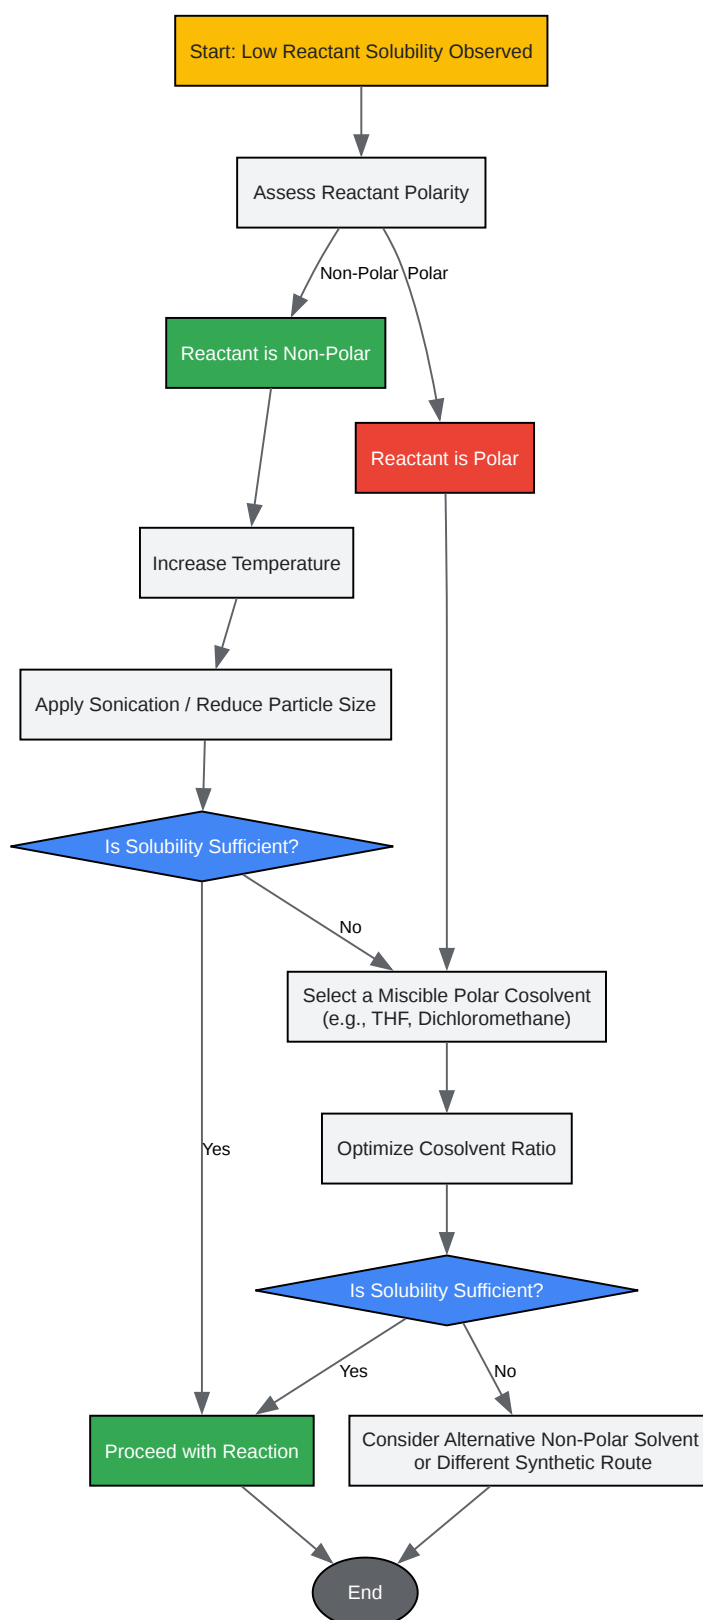 Start: Low Reactant Solubility Observed
Assess Reactant Polarity
Non-Polar
Polar
Reactant is Non-Polar
Reactant is Polar
Increase Temperature
Apply Sonication / Reduce Particle Size
Is Solubility Sufficient?
No
Select a Miscible Polar Cosolvent
(e.g., THF, Dichloromethane)
Yes
Optimize Cosolvent Ratio
Is Solubility Sufficient?
Yes
No
Proceed with Reaction
Consider Alternative Non-Polar Solvent
or Different Synthetic Route
End